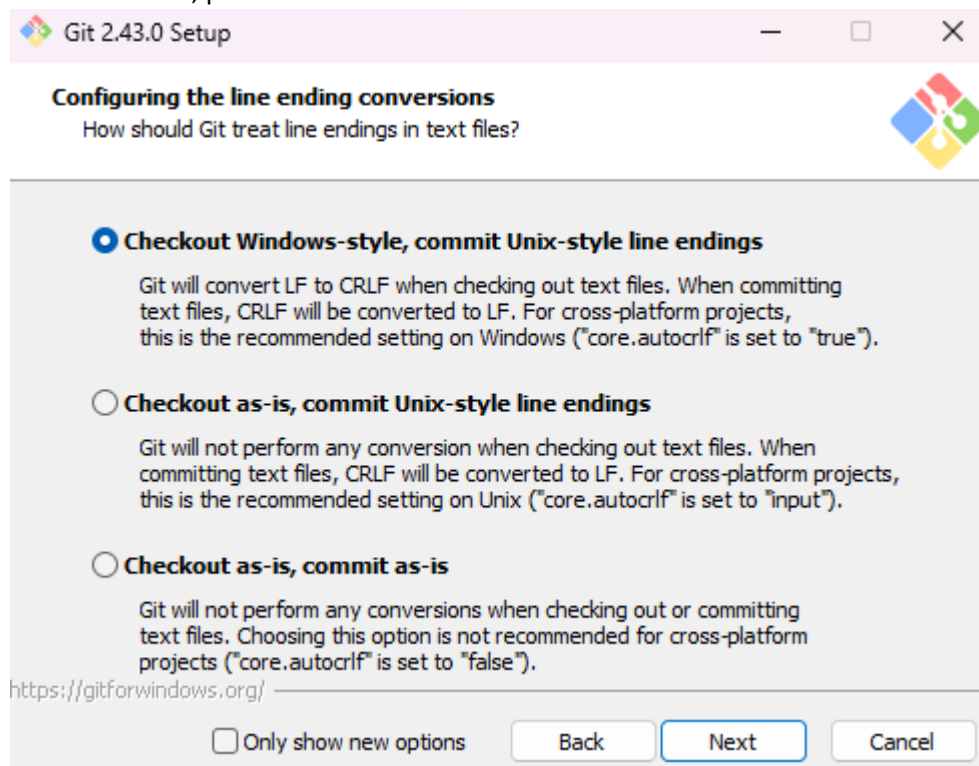 Git 2.43.0 Setup
Configuring the line ending conversions
How should Git treat line endings in text files?
Checkout Windows-style, commit Unix-style line endings
Git will convert LF to CRLF when checking out text files. When committing
text files, CRLF will be converted to LF. For cross-platform projects,
this is the recommended setting on Windows ("core.autocrlf" is set to "true").
Checkout as-is, commit Unix-style line endings
Git will not perform any conversion when checking out text files. When
committing text files, CRLF will be converted to LF. For cross-platform projects,
this is the recommended setting on Unix ("core.autocrlf" is set to "input").
Checkout as-is, commit as-is
Git will not perform any conversions when checking out or committing
text files. Choosing this option is not recommended for cross-platform
projects ("core.autocrlf" is set to "false").
https://gitforwindows.org/
Only show new options Back Next Cancel